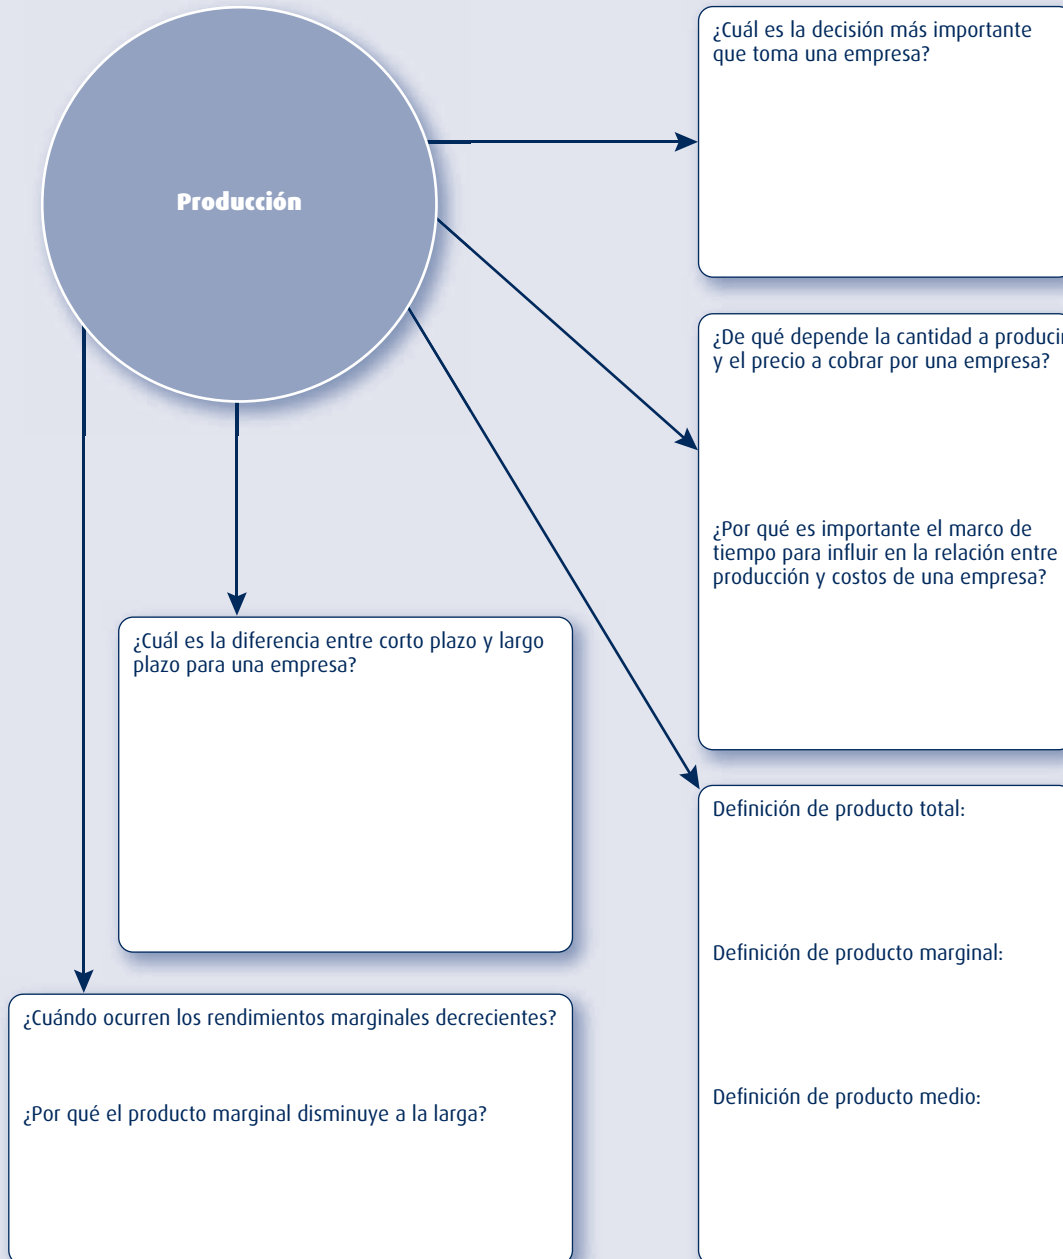 Producción
¿Cuál es la decisión más importante
que toma una empresa?
¿De qué depende la cantidad a producir
y el precio a cobrar por una empresa?
¿Por qué es importante el marco de
tiempo para influir en la relación entre
producción y costos de una empresa?
¿Cuál es la diferencia entre corto plazo y largo
plazo para una empresa?
Definición de producto total:
Definición de producto marginal:
Definición de producto medio:
¿Cuándo ocurren los rendimientos marginales decrecientes?
¿Por qué el producto marginal disminuye a la larga?